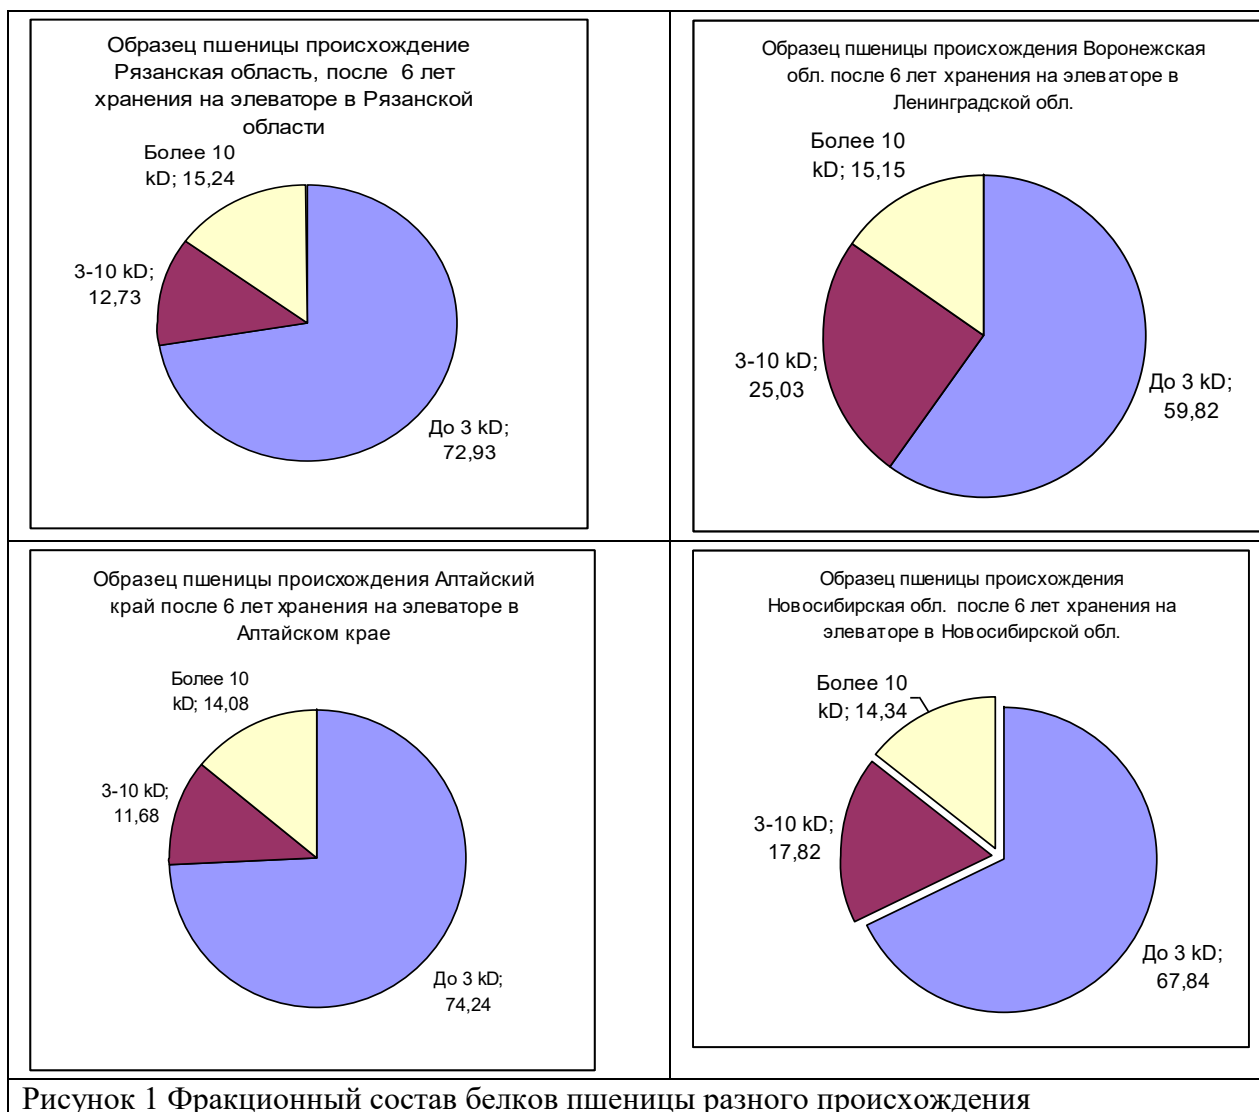 Образец пшеницы происхождение
Рязанская область, после 6 лет
хранения на элеваторе в Рязанской
области
Более 10
kD; 15,24
3-10 kD;
12,73
До 3 kD;
72,93
Образец пшеницы происхождения Воронежская
обл. после 6 лет хранения на элеваторе в
Ленинградской обл.
Более 10
kD; 15,15
3-10 kD;
25,03
До 3 kD;
59,82
Образец пшеницы происхождения Алтайский
край после 6 лет хранения на элеваторе в
Алтайском крае
Более 10
kD; 14,08
3-10 kD;
11,68
До 3 kD;
74,24
Образец пшеницы происхождения
Новосибирская обл. после 6 лет хранения на
элеваторе в Новосибирской обл.
Более 10
kD; 14,34
3-10 kD;
17,82
До 3 kD;
67,84
Рисунок 1 Фракционный состав белков пшеницы разного происхождения